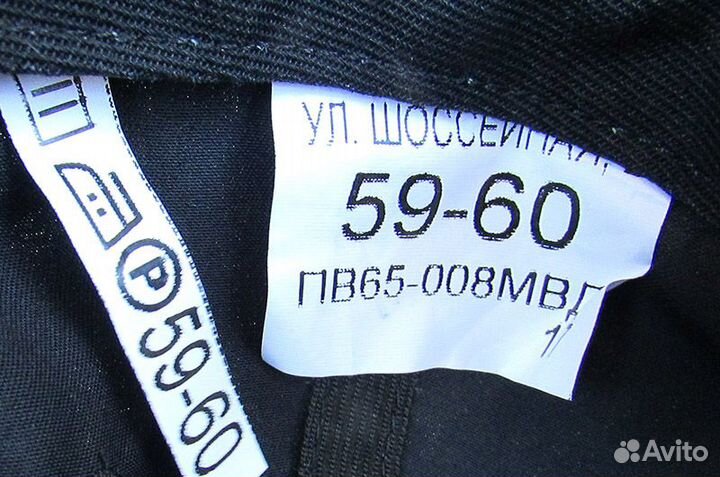 УЛ. ШОССЕЙНАЯ,
59-60
ПВ65-008МВД
P
59-60
Avito